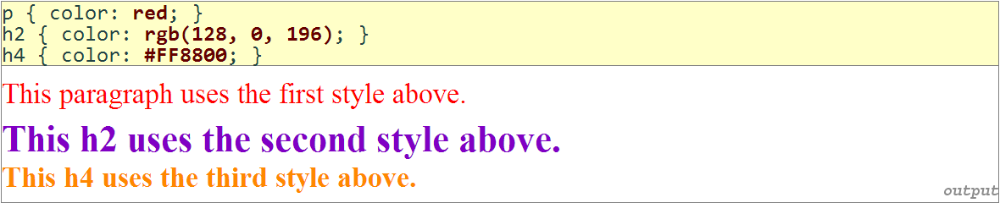 p { color: red; }
h2 { color: rgb(128, 0, 196); }
h4 { color: #FF8800; }
This paragraph uses the first style above.
This h2 uses the second style above.
This h4 uses the third style above.
output